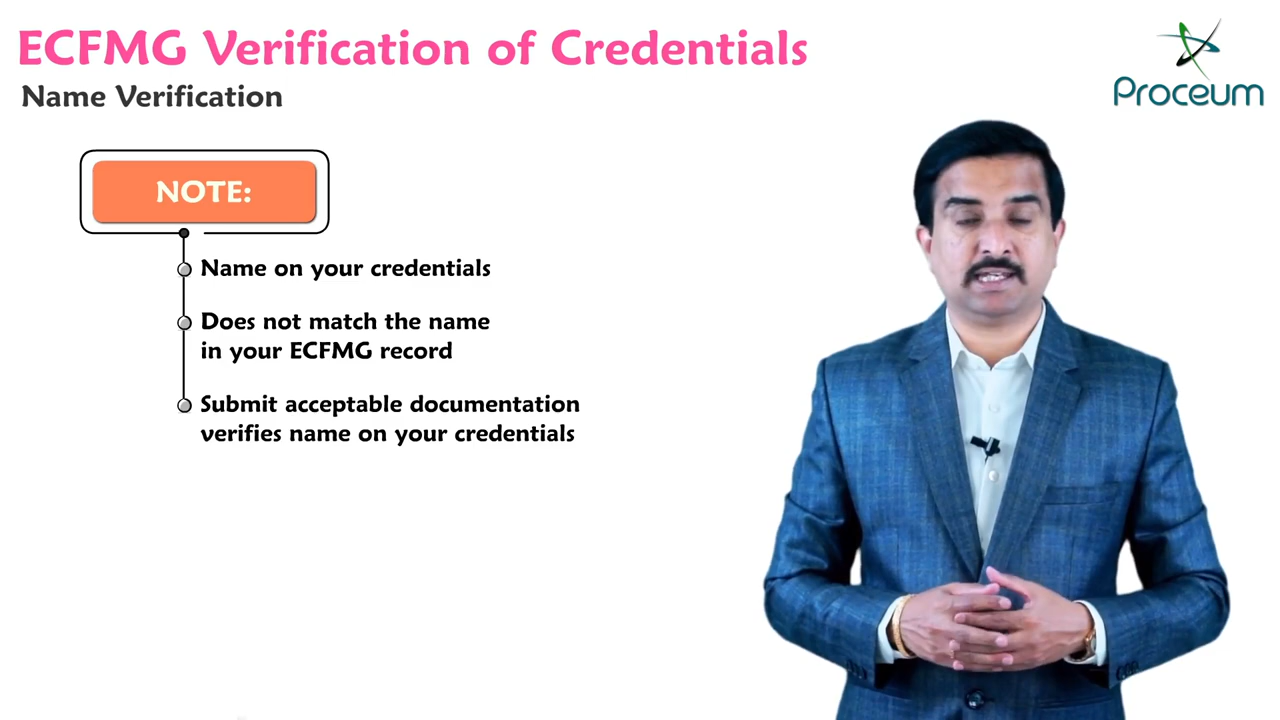 ECFMG Verification of Credentials
Name Verification
Proceum
NOTE:
Name on your credentials
Does not match the name
in your ECFMG record
Submit acceptable documentation
verifies name on your credentials